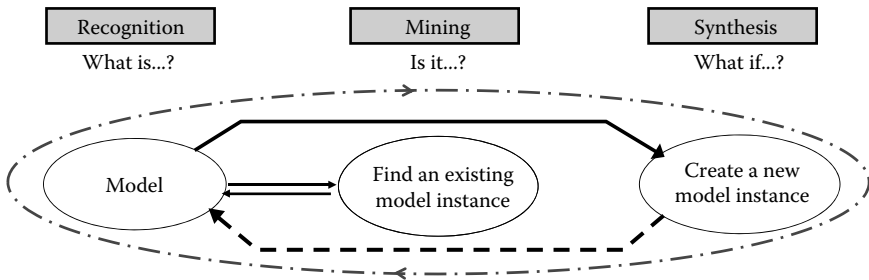 Recognition
Mining
Synthesis
What is...?
Is it...?
What if...?
Model
Find an existing
model instance
Create a new
model instance